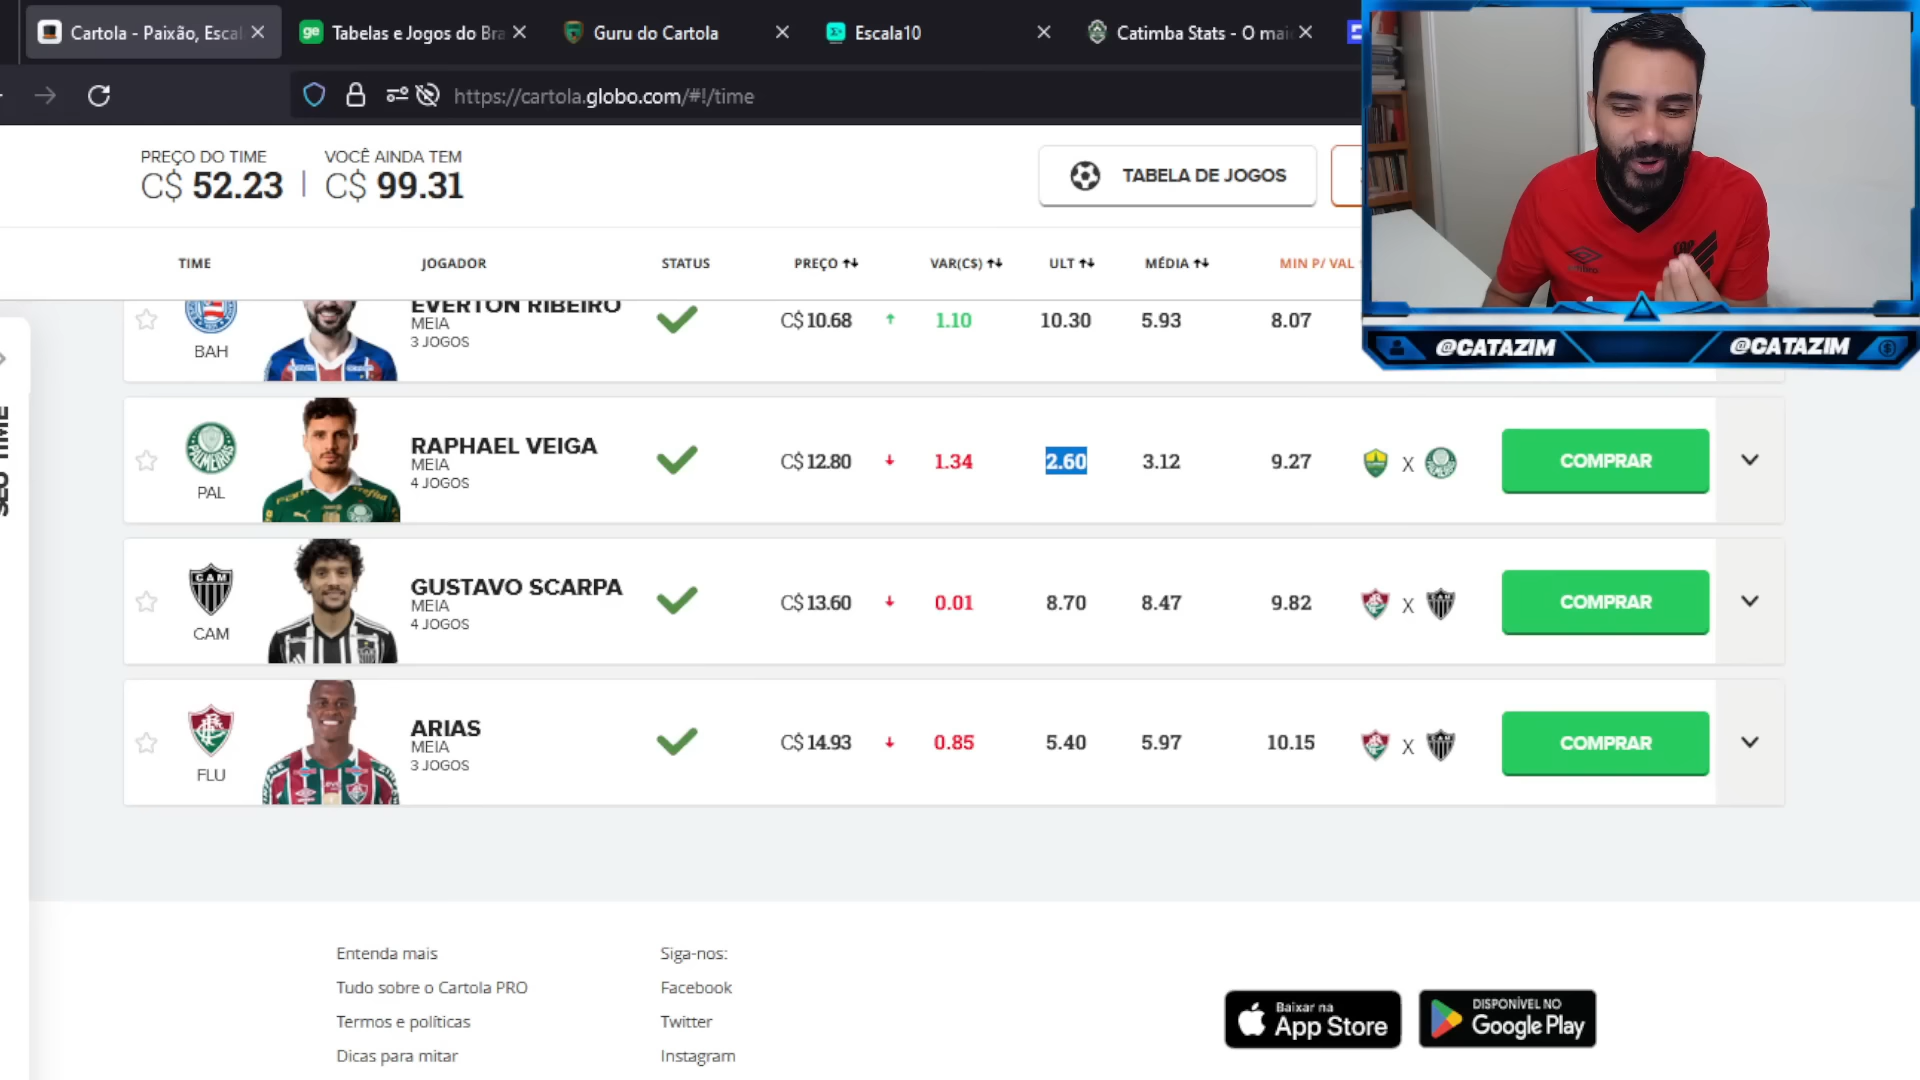 Cartola - Paixão, Escal
Tabelas e Jogos do Bra
Guru do Cartola
Escala10
Catimba Stats - O mai
https://cartola.globo.com/#!/time
PREÇO DO TIME
C$ 52.23
VOCÊ AINDA TEM
C$ 99.31
TABELA DE JOGOS
TIME
JOGADOR
STATUS
PREÇO
VAR(C$)
ULT
MÉDIA
MIN P/ VAL
@CATAZIM
@CATAZIM
SEU TIME
BAH
EVERTON RIBEIRO
MEIA
3 JOGOS
C$ 10.68
1.10
10.30
5.93
8.07
PALMEIRAS
PAL
RAPHAEL VEIGA
MEIA
4 JOGOS
C$ 12.80
1.34
2.60
3.12
9.27
X
COMPRAR
CAM
CAM
GUSTAVO SCARPA
MEIA
4 JOGOS
C$ 13.60
0.01
8.70
8.47
9.82
X
COMPRAR
FLU
ARIAS
MEIA
3 JOGOS
C$ 14.93
0.85
5.40
5.97
10.15
X
COMPRAR
Entenda mais
Tudo sobre o Cartola PRO
Termos e políticas
Dicas para mitar
Siga-nos:
Facebook
Twitter
Instagram
Baixar na
App Store
DISPONÍVEL NO
Google Play